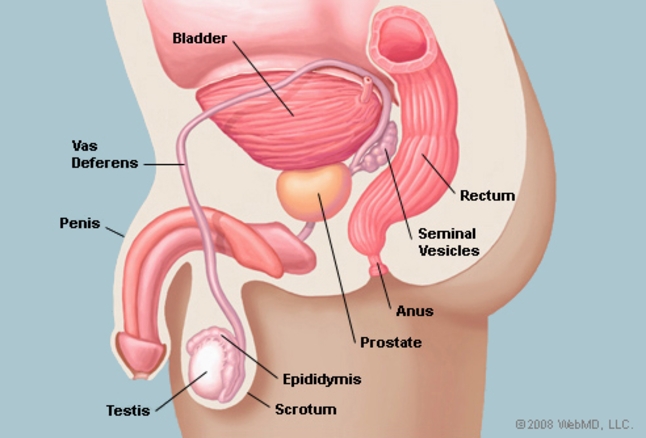 Bladder
Vas
Deferens
Penis
Rectum
Seminal
Vesicles
Anus
Prostate
Epididymis
Testis
Scrotum
©2008 WebMD, LLC.